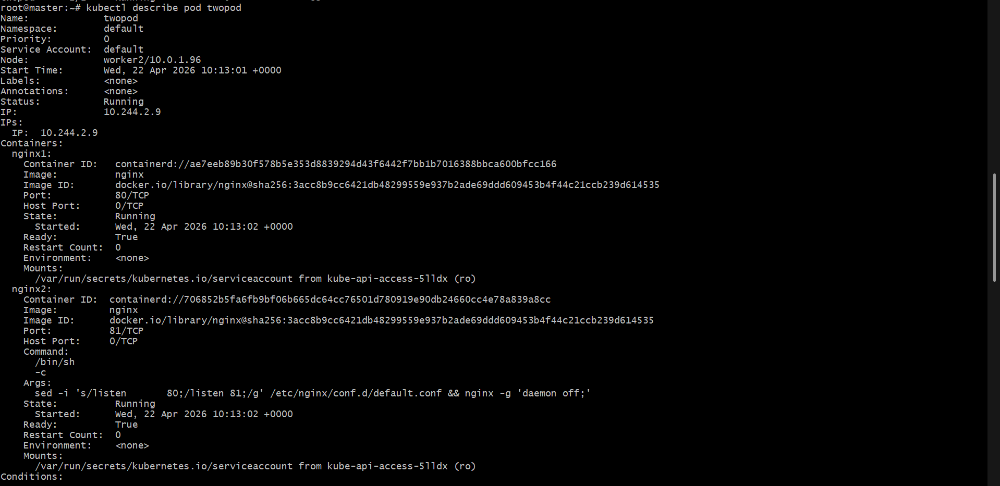 root@master:~# kubectl describe pod twopod
Name:             twopod
Namespace:        default
Priority:         0
Service Account:  default
Node:             worker2/10.0.1.96
Start Time:       Wed, 22 Apr 2026 10:13:01 +0000
Labels:           <none>
Annotations:      <none>
Status:           Running
IP:               10.244.2.9
IPs:
  IP:  10.244.2.9
Containers:
  nginx1:
    Container ID:   containerd://ae7eeb89b30f578b5e353d8839294d43f6442f7bb1b7016388bbca600bfcc166
    Image:          nginx
    Image ID:       docker.io/library/nginx@sha256:3acc8b9cc6421db48299559e937b2ade69ddd609453b4f44c21ccb239d614535
    Port:           80/TCP
    Host Port:      0/TCP
    State:          Running
      Started:      Wed, 22 Apr 2026 10:13:02 +0000
    Ready:          True
    Restart Count:  0
    Environment:    <none>
    Mounts:
      /var/run/secrets/kubernetes.io/serviceaccount from kube-api-access-5lldx (ro)
  nginx2:
    Container ID:  containerd://706852b5fa6fb9bf06b665dc64cc76501d780919e90db24660cc4e78a839a8cc
    Image:         nginx
    Image ID:      docker.io/library/nginx@sha256:3acc8b9cc6421db48299559e937b2ade69ddd609453b4f44c21ccb239d614535
    Port:          81/TCP
    Host Port:     0/TCP
    Command:
      /bin/sh
      -c
    Args:
      sed -i 's/listen       80;/listen 81;/g' /etc/nginx/conf.d/default.conf && nginx -g 'daemon off;'
    State:          Running
      Started:      Wed, 22 Apr 2026 10:13:02 +0000
    Ready:          True
    Restart Count:  0
    Environment:    <none>
    Mounts:
      /var/run/secrets/kubernetes.io/serviceaccount from kube-api-access-5lldx (ro)
Conditions: